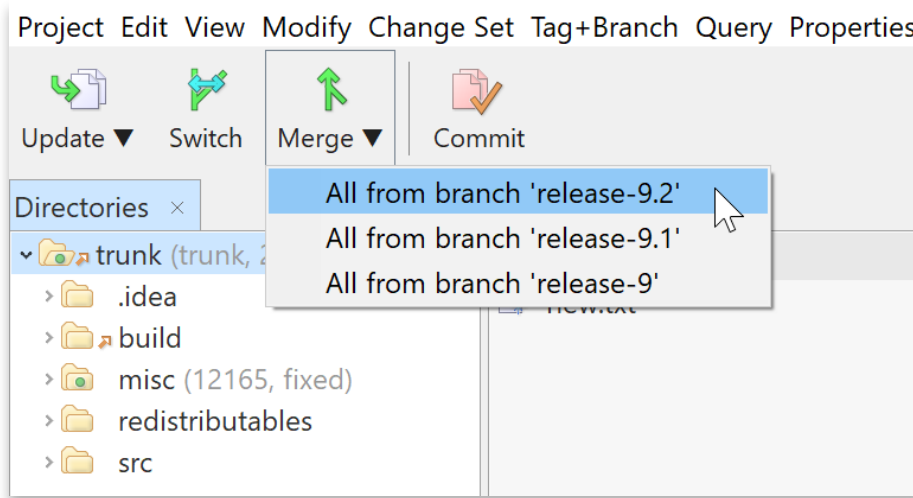 Project Edit View Modify Change Set Tag+Branch Query Properties
Update ▼ Switch Merge ▼ Commit
All from branch 'release-9.2'
Directories ×
All from branch 'release-9.1'
trunk (trunk,
All from branch 'release-9'
.idea
new.txt
build
misc (12165, fixed)
redistributables
src